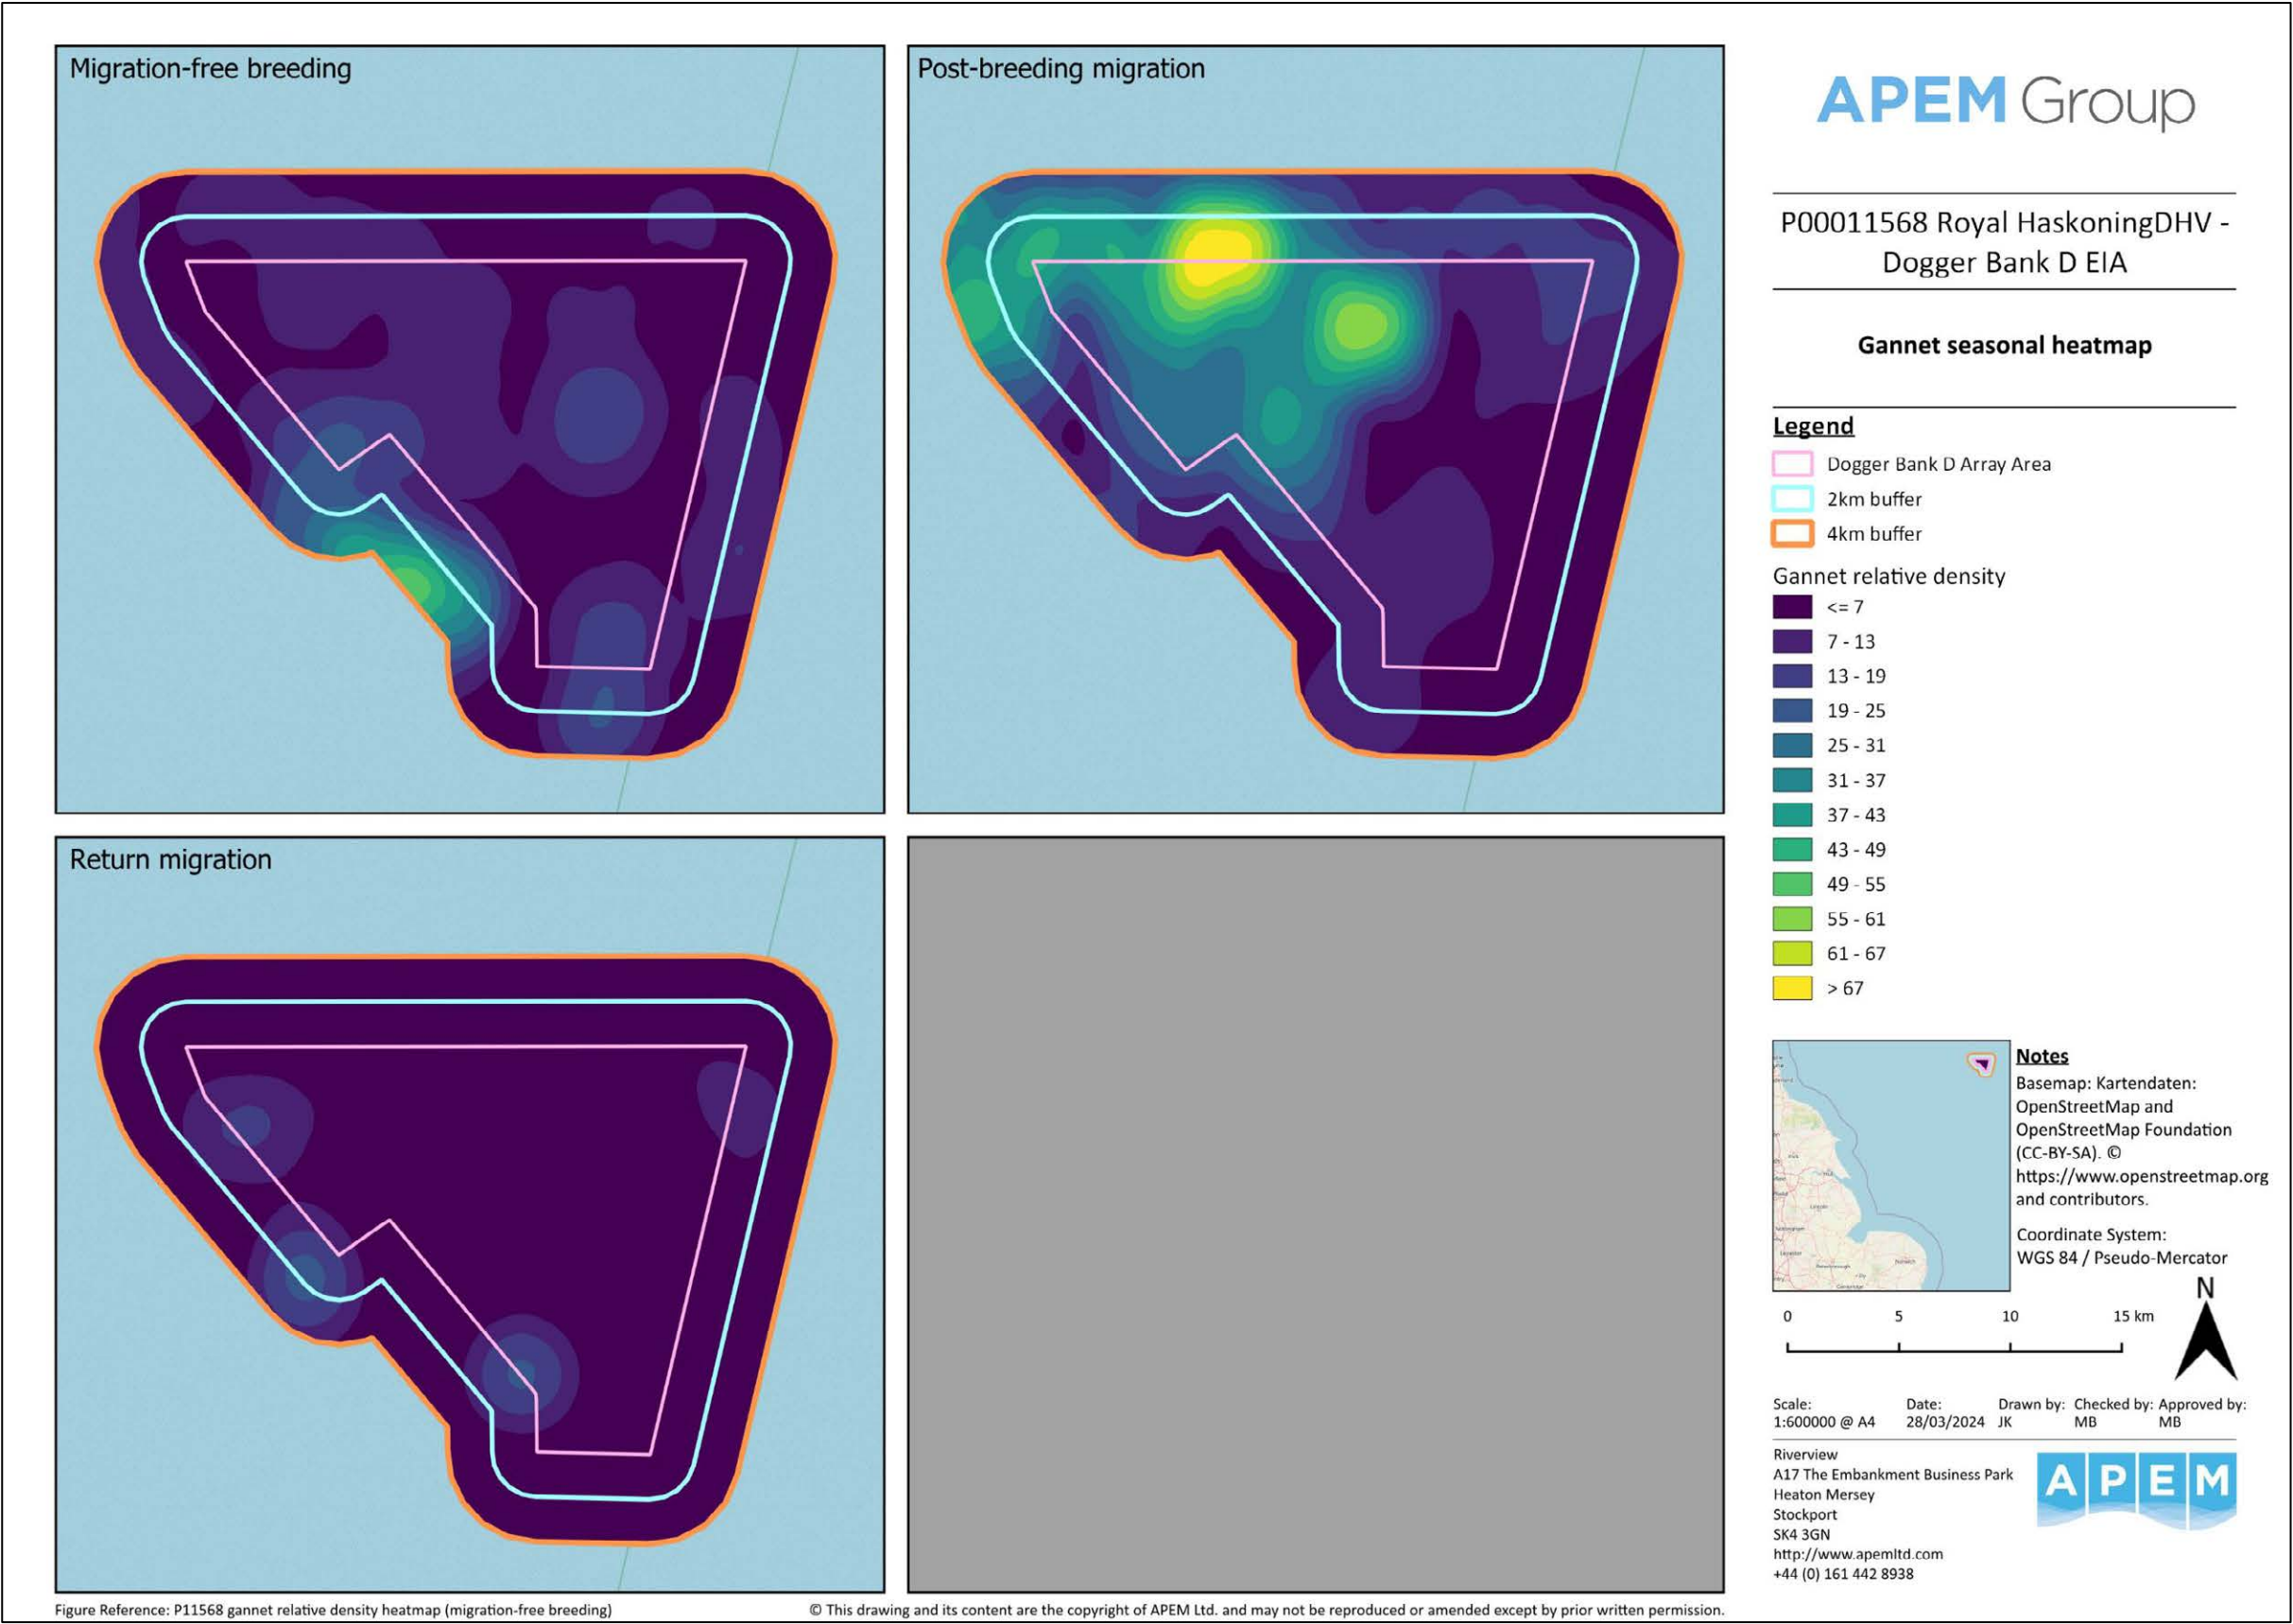 Migration-free breeding
Post-breeding migration
Return migration
APEM Group
P00011568 Royal HaskoningDHV -
Dogger Bank D EIA
Gannet seasonal heatmap
Legend
Dogger Bank D Array Area
2km buffer
4km buffer
Gannet relative density
<= 7
7 - 13
13 - 19
19 - 25
25 - 31
31 - 37
37 - 43
43 - 49
49 - 55
55 - 61
61 - 67
> 67
Notes
Basemap: Kartendaten:
OpenStreetMap and
OpenStreetMap Foundation
(CC-BY-SA). ©
https://www.openstreetmap.org
and contributors.
Coordinate System:
WGS 84 / Pseudo-Mercator
N
0 5 10 15 km
Scale: Date: Drawn by: Checked by: Approved by:
1:600000 @ A4 28/03/2024 JK MB MB
Riverview
A17 The Embankment Business Park
Heaton Mersey
Stockport
SK4 3GN
http://www.apemltd.com
+44 (0) 161 442 8938
APEM
Figure Reference: P11568 gannet relative density heatmap (migration-free breeding)
© This drawing and its content are the copyright of APEM Ltd. and may not be reproduced or amended except by prior written permission.